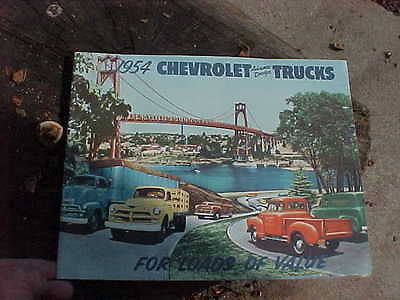 1954 CHEVROLET Advance Design TRUCKS
FOR LOADS OF VALUE